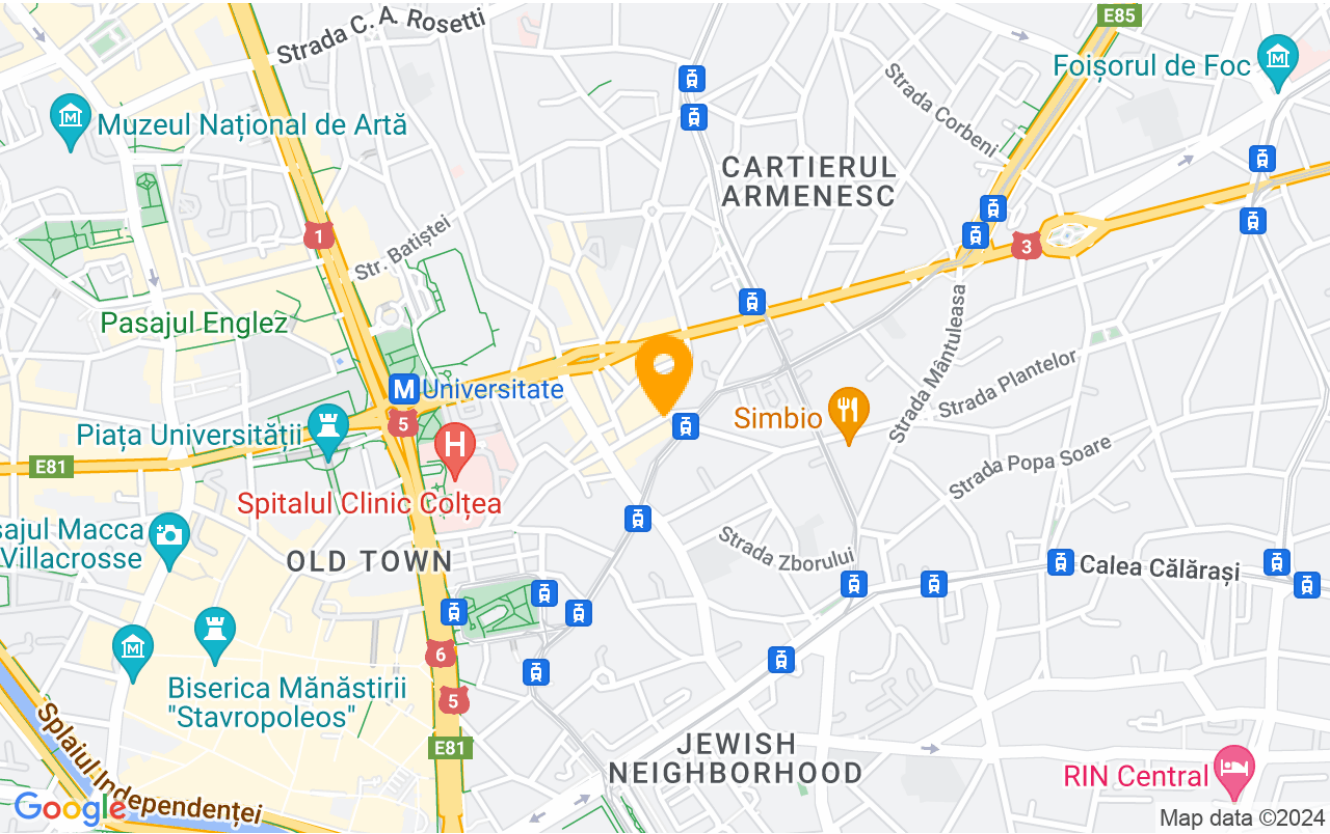 E85
Strada C. A. Rosetti
Foișorul de Foc
Strada Corbeni
Muzeul Național de Artă
CARTIERUL
ARMENESC
1
Str. Batiștei
3
Pasajul Englez
Strada Mântuleasa
Strada Plantelor
M Universitate
5
Simbio
Piața Universității
H
E81
Strada Popa Soare
Spitalul Clinic Colțea
sajul Macca
Villacrosse
OLD TOWN
Strada Zborului
Calea Călărași
6
Biserica Mănăstirii
"Stavropoleos"
5
E81
JEWISH
NEIGHBORHOOD
Splaiul Independenței
RIN Central
Google
Map data ©2024